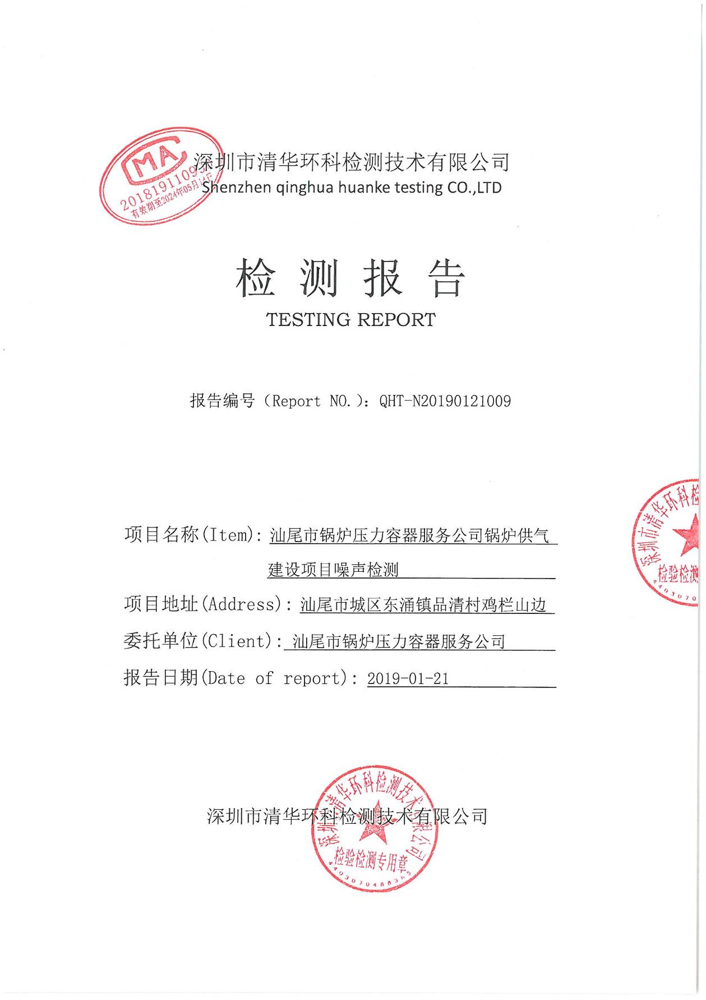 MA
2018191109
有效期至2024年05月14日
深圳市清华环科检测技术有限公司
Shenzhen qinghua huanke testing CO.,LTD
检测报告
TESTING REPORT
报告编号（Report NO.）：QHT-N20190121009
项目名称(Item)：汕尾市锅炉压力容器服务公司锅炉供气
建设项目噪声检测
项目地址(Address)：汕尾市城区东涌镇品清村鸡栏山边
委托单位(Client)：汕尾市锅炉压力容器服务公司
报告日期(Date of report)：2019-01-21
深圳市清华环科检
检验检测
4403070
深圳市清华环科检测技术有限公司
深圳市清华环科检测技术有限公司
检验检测专用章